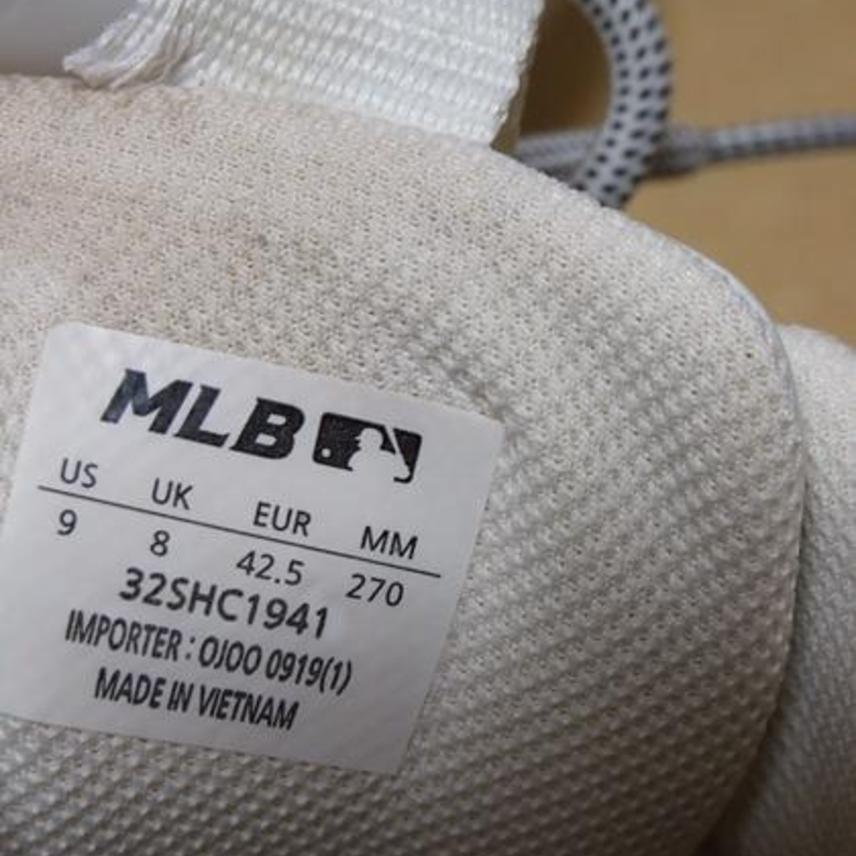 MLB
US UK EUR MM
9 8 42.5 270
32SHC1941
IMPORTER : OJOO 0919(1)
MADE IN VIETNAM